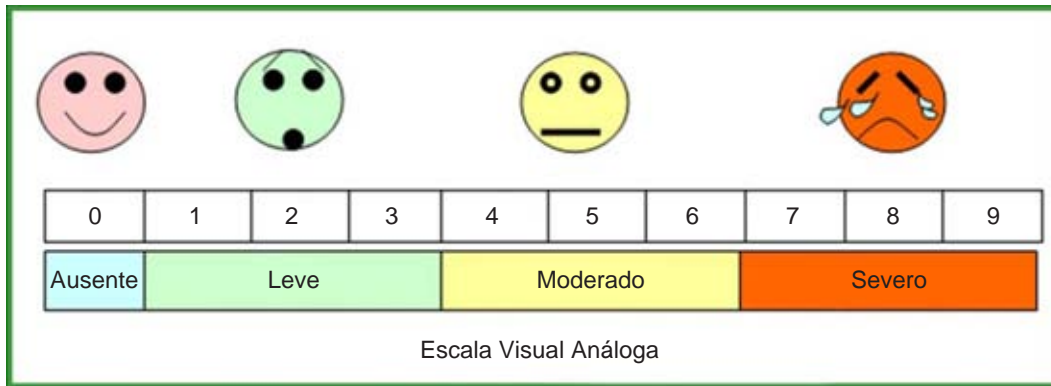 0 1 2 3 4 5 6 7 8 9
Ausente Leve Moderado Severo
Escala Visual Análoga